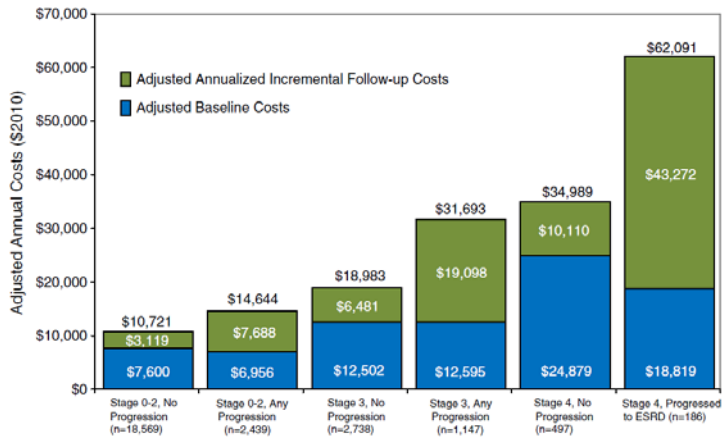 $70,000
$62,091
$60,000
Adjusted Annualized Incremental Follow-up Costs
Adjusted Baseline Costs
$50,000
Adjusted Annual Costs ($2010)
$43,272
$40,000
$34,989
$31,693
$30,000
$10,110
$19,098
$20,000
$18,983
$14,644
$6,481
$10,721
$10,000
$3,119
$7,688
$7,600
$6,956
$12,502
$12,595
$24,879
$18,819
$0
Stage 0-2, No
Progression
(n=18,569)
Stage 0-2, Any
Progression
(n=2,439)
Stage 3, No
Progression
(n=2,738)
Stage 3, Any
Progression
(n=1,147)
Stage 4, No
Progression
(n=497)
Stage 4, Progressed
to ESRD (n=186)